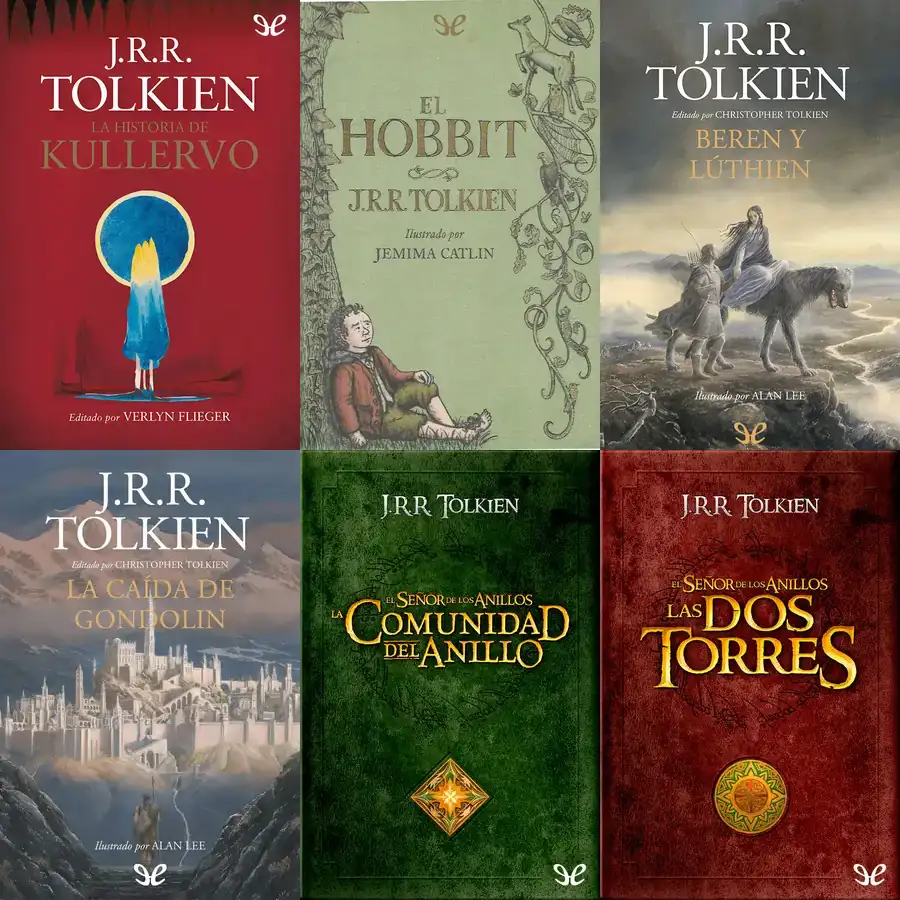 J.R.R.
TOLKIEN
LA HISTORIA DE
KULLERVO
Editado por VERLYN FLIEGER
EL
HOBBIT
J.R.R. TOLKIEN
Ilustrado por
JEMIMA CATLIN
J.R.R.
TOLKIEN
Editado por CHRISTOPHER TOLKIEN
BEREN Y
LÚTHIEN
Ilustrado por ALAN LEE
J.R.R.
TOLKIEN
Editado por CHRISTOPHER TOLKIEN
LA CAÍDA DE
GONDOLIN
Ilustrado por ALAN LEE
J.R.R TOLKIEN
EL SEÑOR DE LOS ANILLOS
LA COMUNIDAD
DEL ANILLO
J.R.R TOLKIEN
EL SEÑOR DE LOS ANILLOS
LAS DOS
TORRES